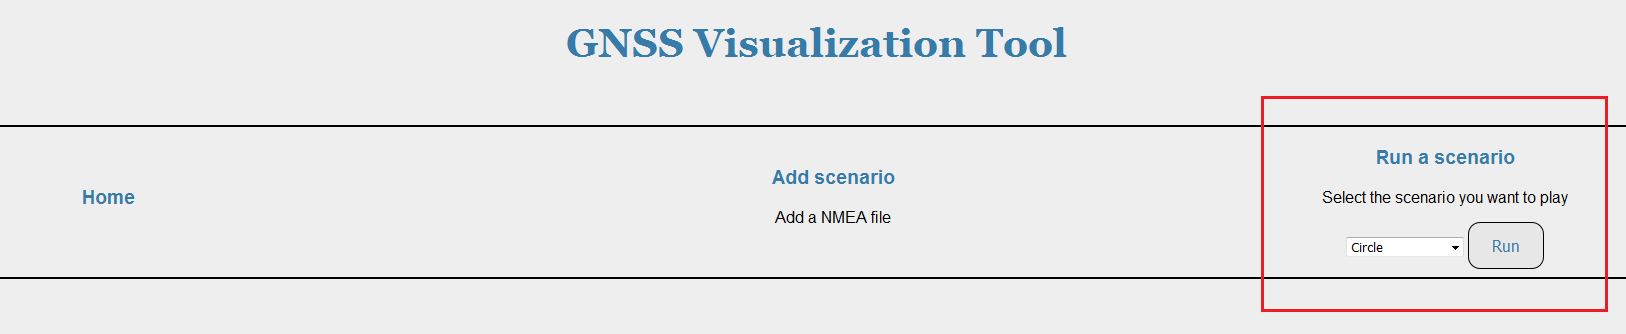 GNSS Visualization Tool
Home
Add scenario
Add a NMEA file
Run a scenario
Select the scenario you want to play
Circle
Run